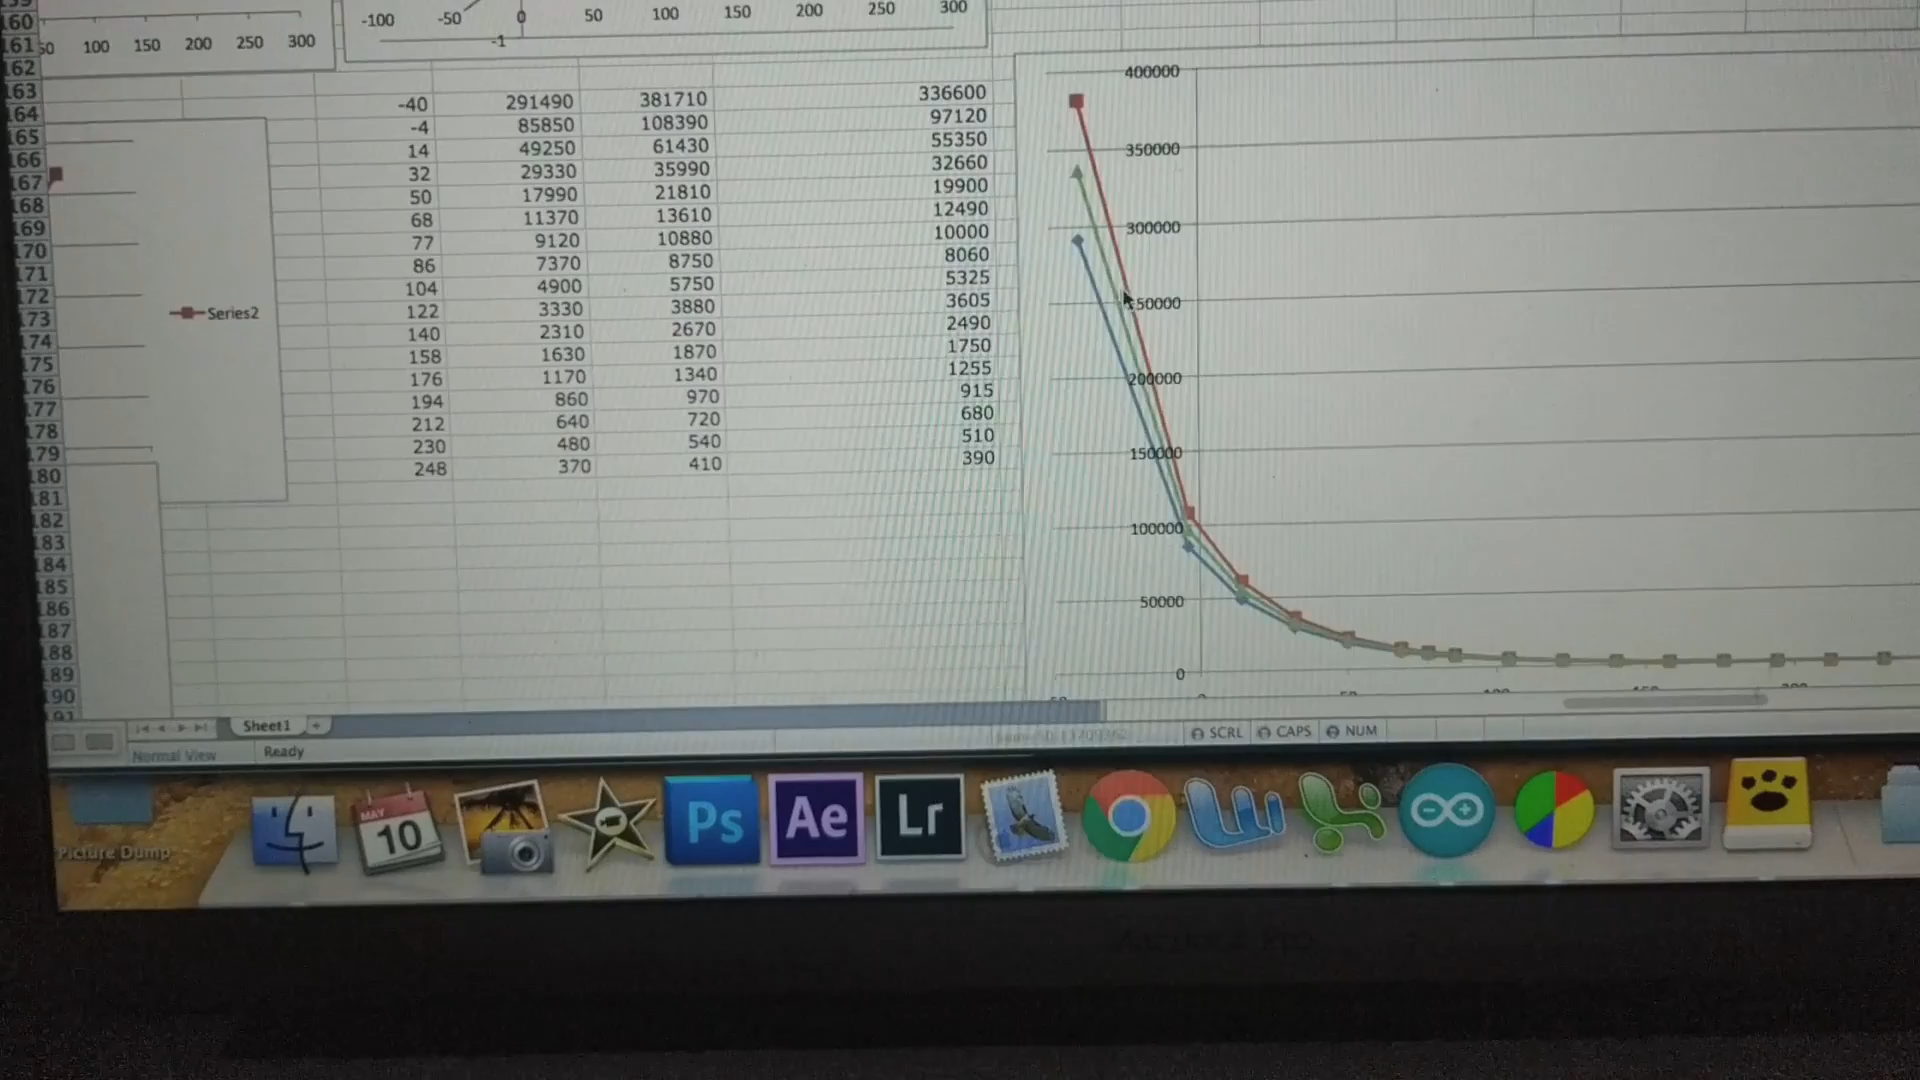 -100 -50 0 50 100 150 200 250 300
-1
50 100 150 200 250 300
160
161
162
163
164
165
166
167
168
169
170
171
172
173
174
175
176
177
178
179
180
181
182
183
184
185
186
187
188
189
190
191
Series2
-40 291490 381710 336600
-4 85850 108390 97120
14 49250 61430 55350
32 29330 35990 32660
50 17990 21810 19900
68 11370 13610 12490
77 9120 10880 10000
86 7370 8750 8060
104 4900 5750 5325
122 3330 3880 3605
140 2310 2670 2490
158 1630 1870 1750
176 1170 1340 1255
194 860 970 915
212 640 720 680
230 480 540 510
248 370 410 390
400000
350000
300000
250000
200000
150000
100000
50000
0
Sheet1
Normal View Ready
SCRL CAPS NUM
MAY
10
Ps
Ae
Lr
Picture Dump